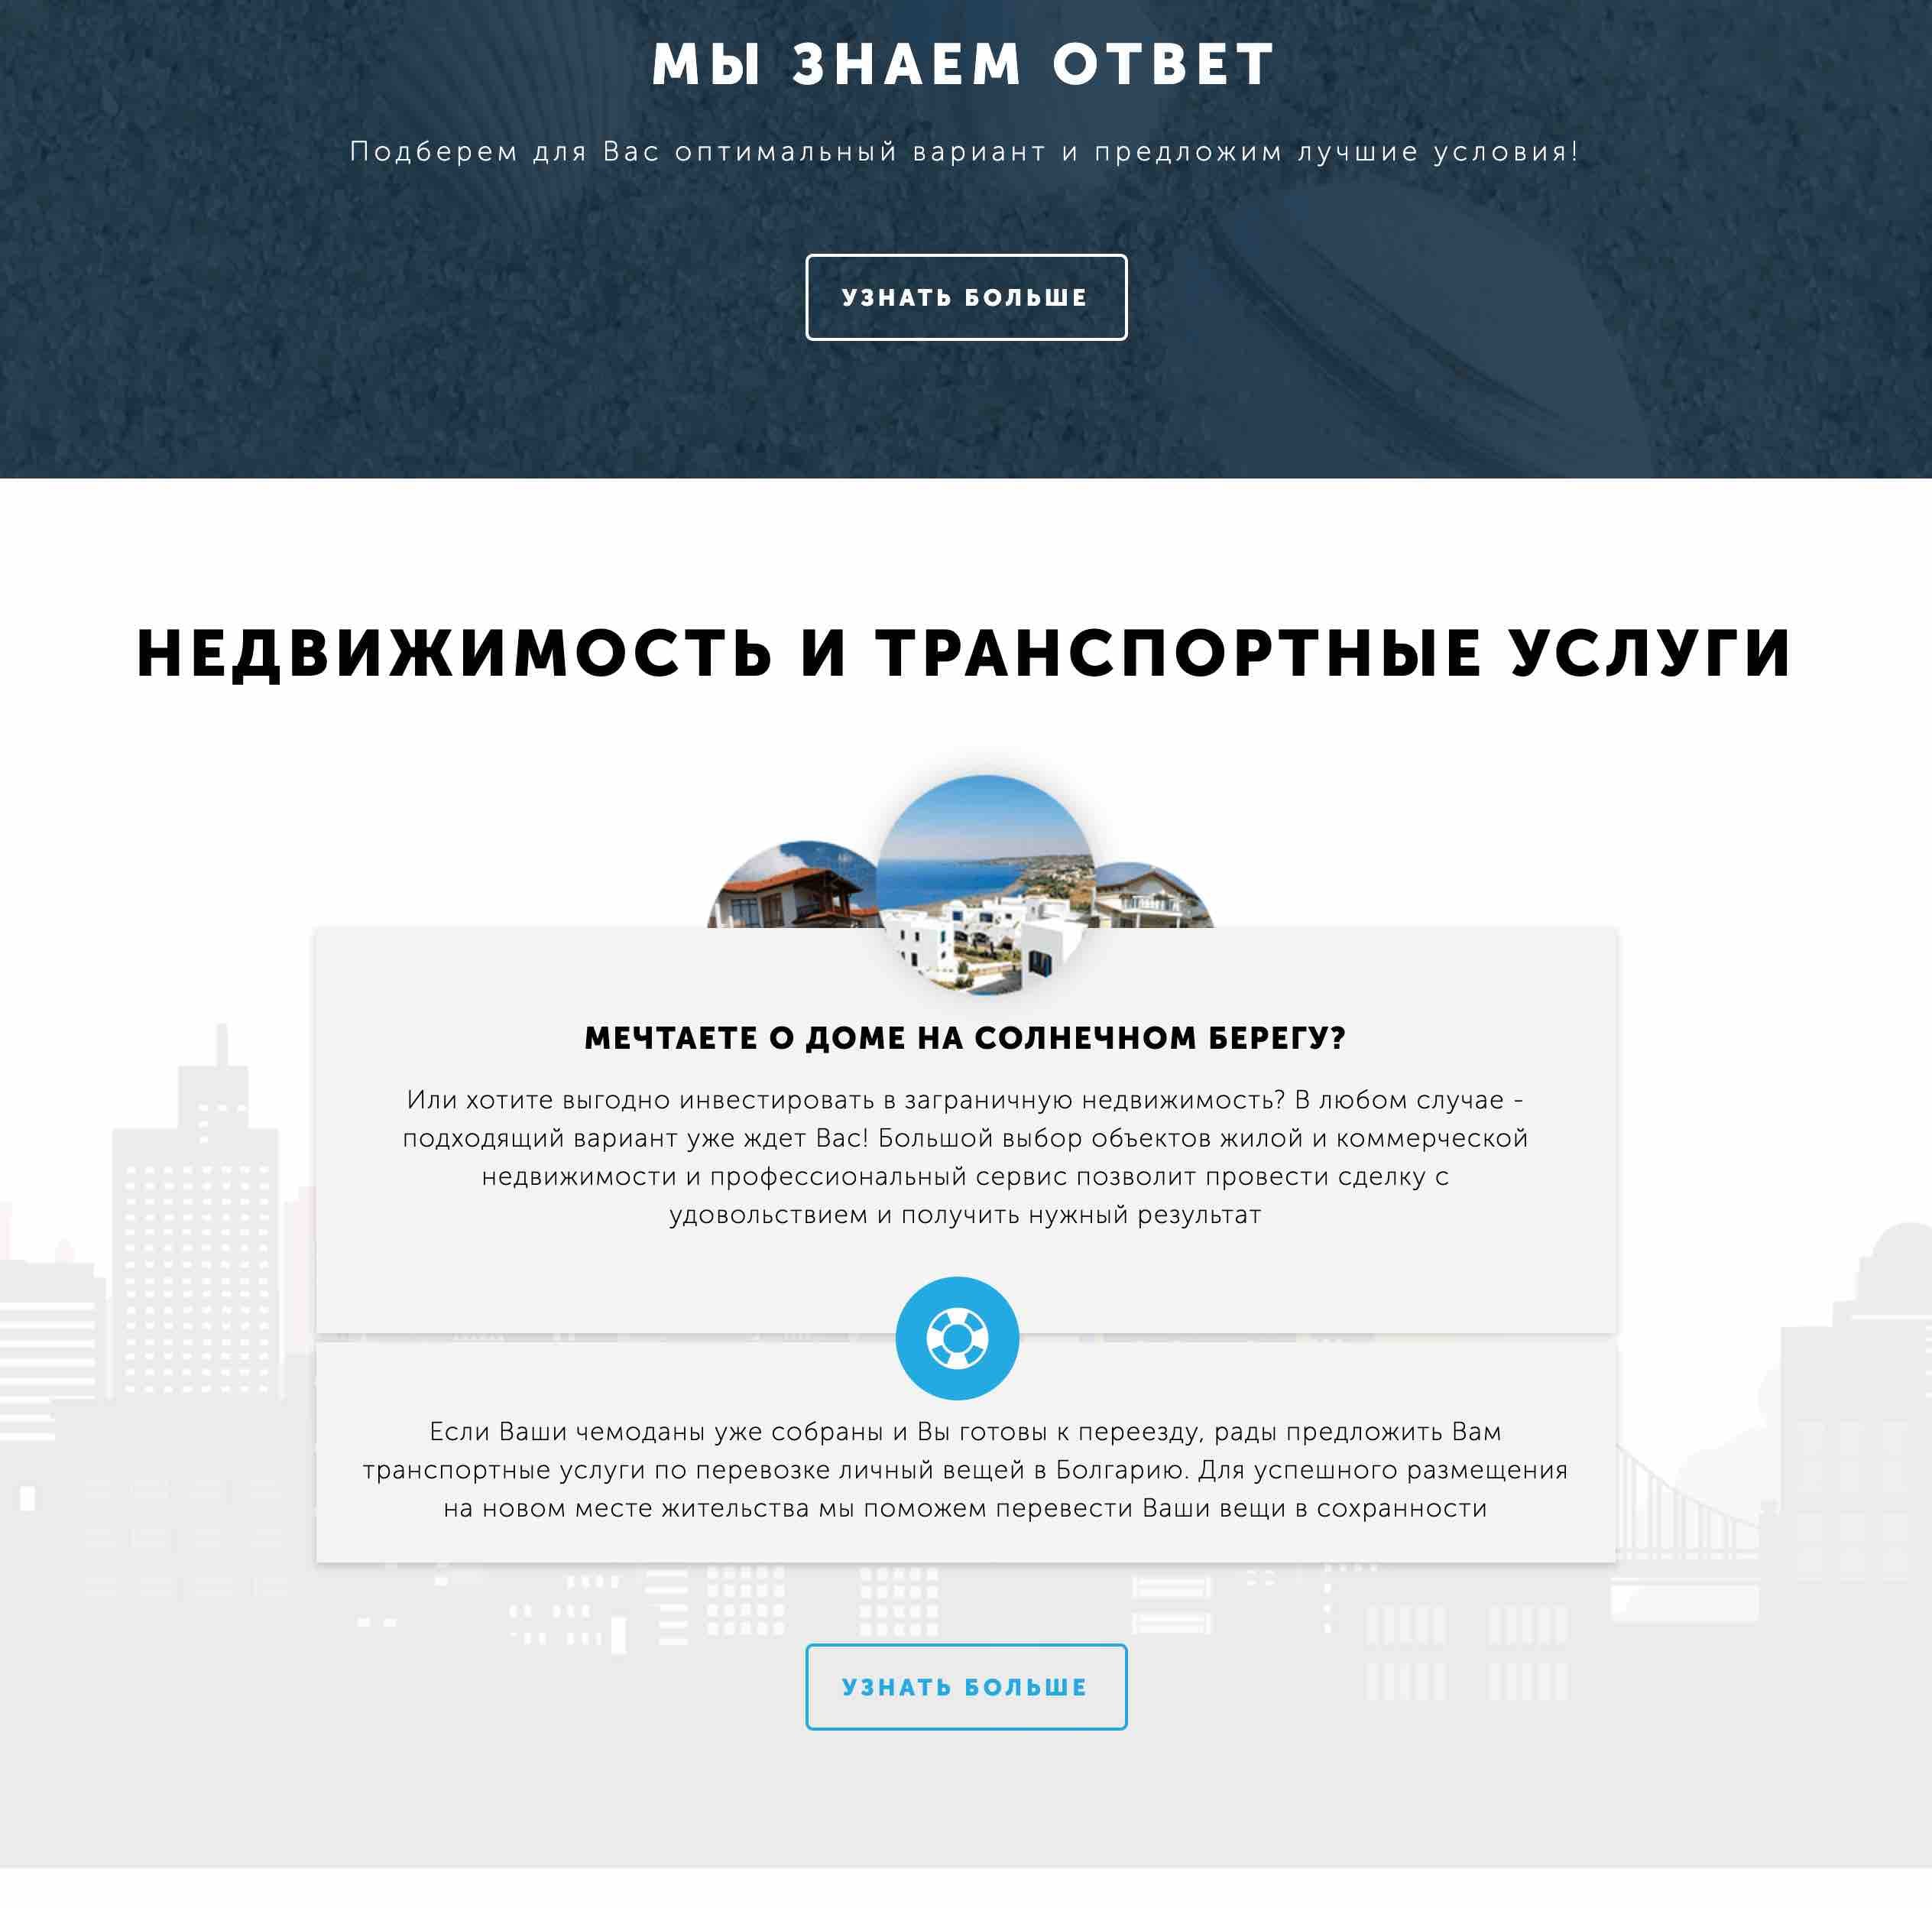 МЫ ЗНАЕМ ОТВЕТ
Подберем для Вас оптимальный вариант и предложим лучшие условия!
УЗНАТЬ БОЛЬШЕ
НЕДВИЖИМОСТЬ И ТРАНСПОРТНЫЕ УСЛУГИ
МЕЧТАЕТЕ О ДОМЕ НА СОЛНЕЧНОМ БЕРЕГУ?
Или хотите выгодно инвестировать в заграничную недвижимость? В любом случае -
подходящий вариант уже ждет Вас! Большой выбор объектов жилой и коммерческой
недвижимости и профессиональный сервис позволит провести сделку с
удовольствием и получить нужный результат
Если Ваши чемоданы уже собраны и Вы готовы к переезду, рады предложить Вам
транспортные услуги по перевозке личный вещей в Болгарию. Для успешного размещения
на новом месте жительства мы поможем перевести Ваши вещи в сохранности
УЗНАТЬ БОЛЬШЕ